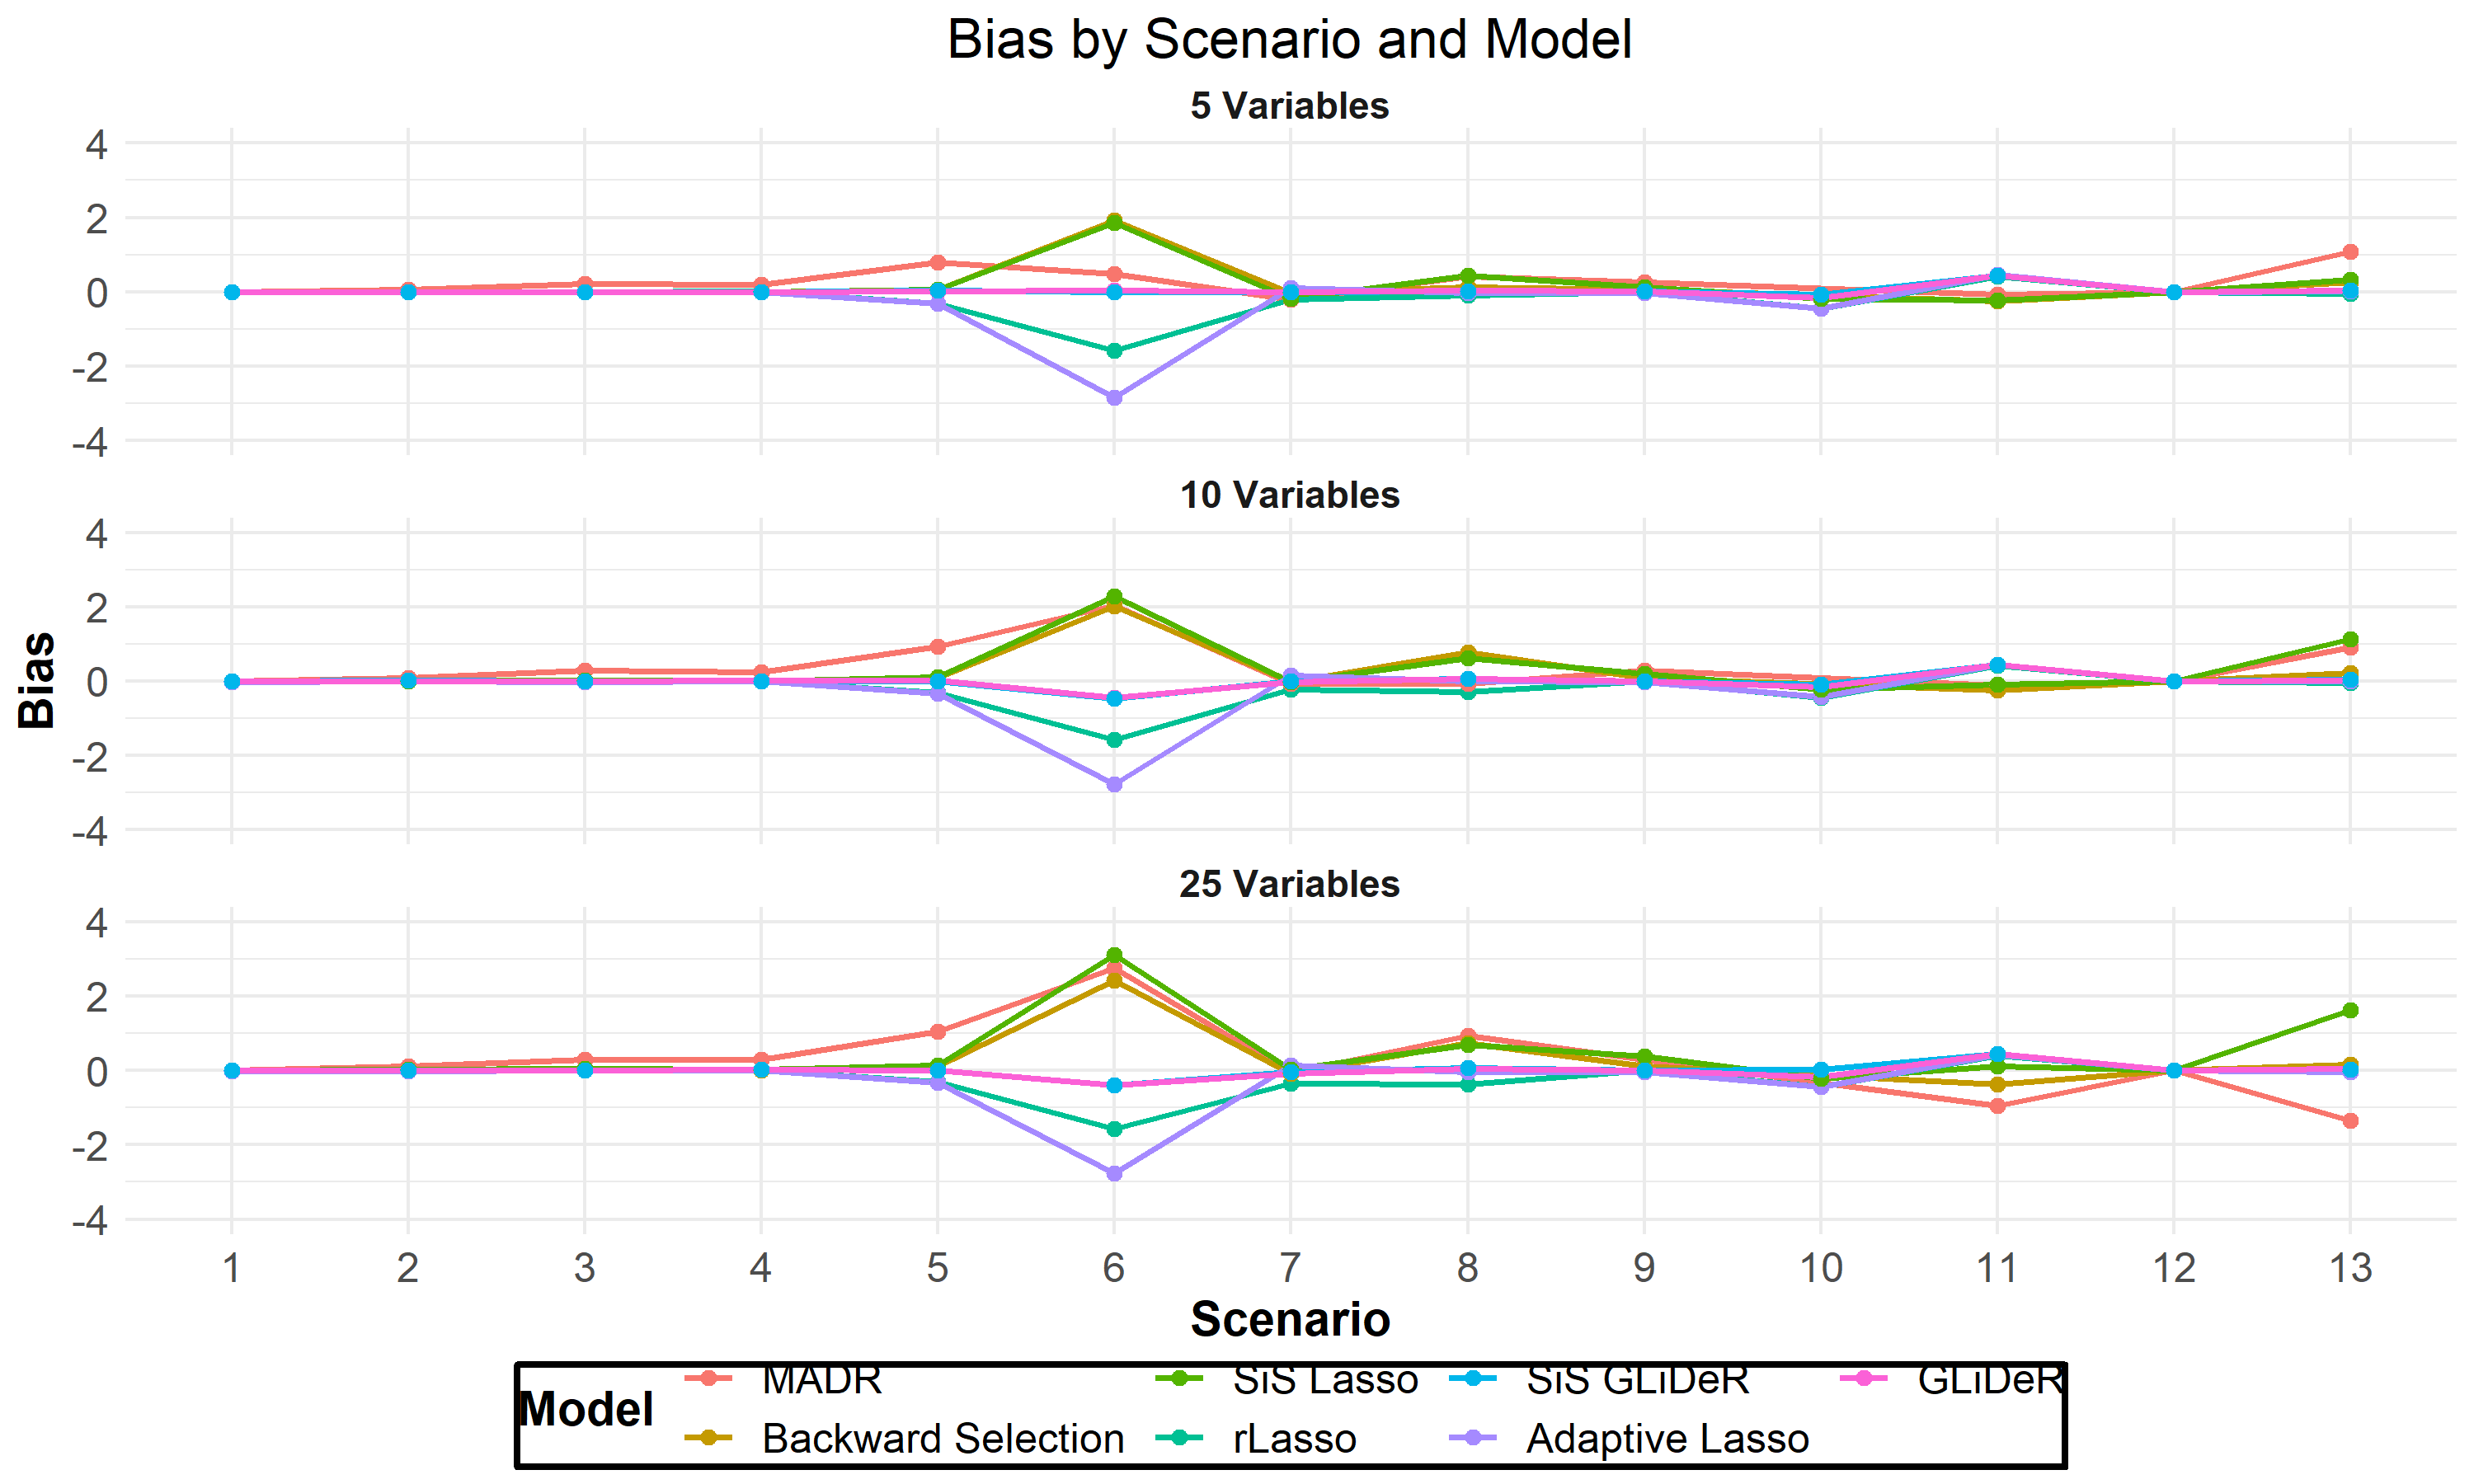 Bias by Scenario and Model
5 Variables
4
2
0
-2
-4
10 Variables
4
2
0
-2
-4
Bias
25 Variables
4
2
0
-2
-4
1 2 3 4 5 6 7 8 9 10 11 12 13
Scenario
Model
MADR SiS Lasso SiS GLiDeR GLiDeR
Backward Selection rLasso Adaptive Lasso